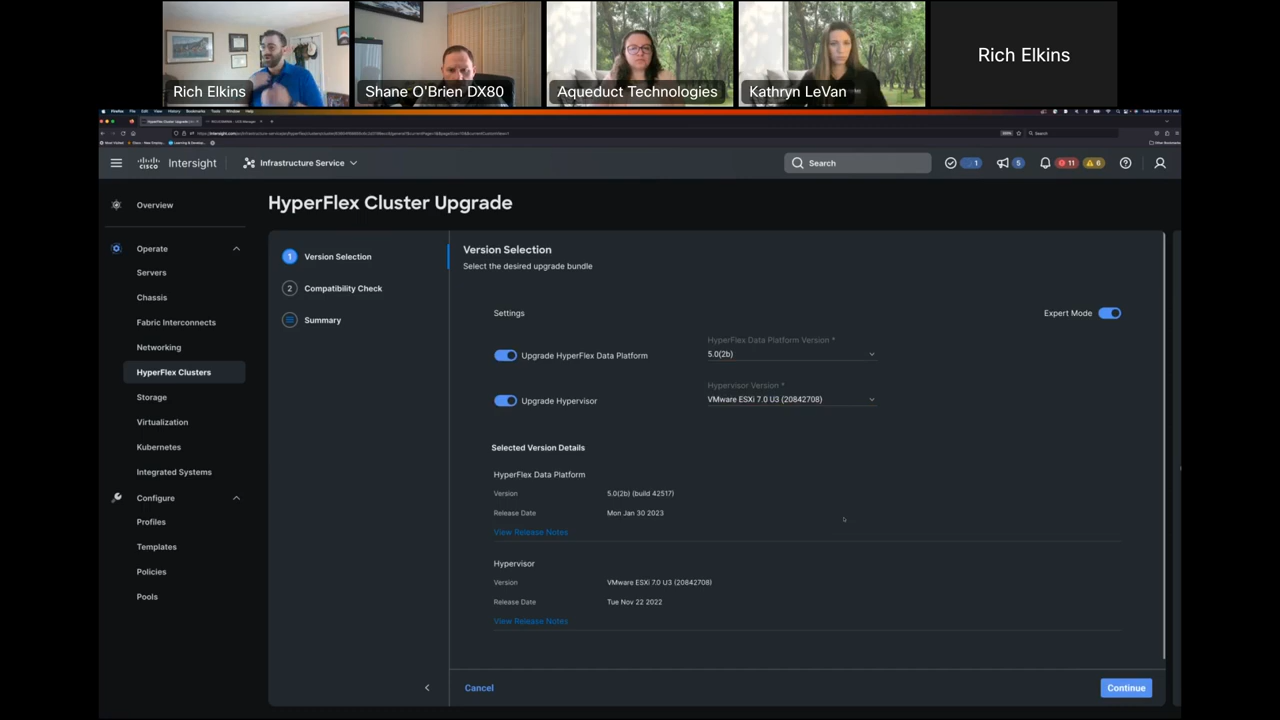 Rich Elkins
Shane O'Brien DX80
Aqueduct Technologies
Kathryn LeVan
Rich Elkins
CISCO Intersight
Infrastructure Service
Search
1
5
11
6
HyperFlex Cluster Upgrade
Overview
Operate
Servers
Chassis
Fabric Interconnects
Networking
HyperFlex Clusters
Storage
Virtualization
Kubernetes
Integrated Systems
Configure
Profiles
Templates
Policies
Pools
1 Version Selection
2 Compatibility Check
Summary
Version Selection
Select the desired upgrade bundle
Settings
Expert Mode
Upgrade HyperFlex Data Platform
HyperFlex Data Platform Version *
5.0(2b)
Upgrade Hypervisor
Hypervisor Version *
VMware ESXi 7.0 U3 (20842708)
Selected Version Details
HyperFlex Data Platform
Version 5.0(2b) (build 42517)
Release Date Mon Jan 30 2023
View Release Notes
Hypervisor
Version VMware ESXi 7.0 U3 (20842708)
Release Date Tue Nov 22 2022
View Release Notes
Cancel
Continue